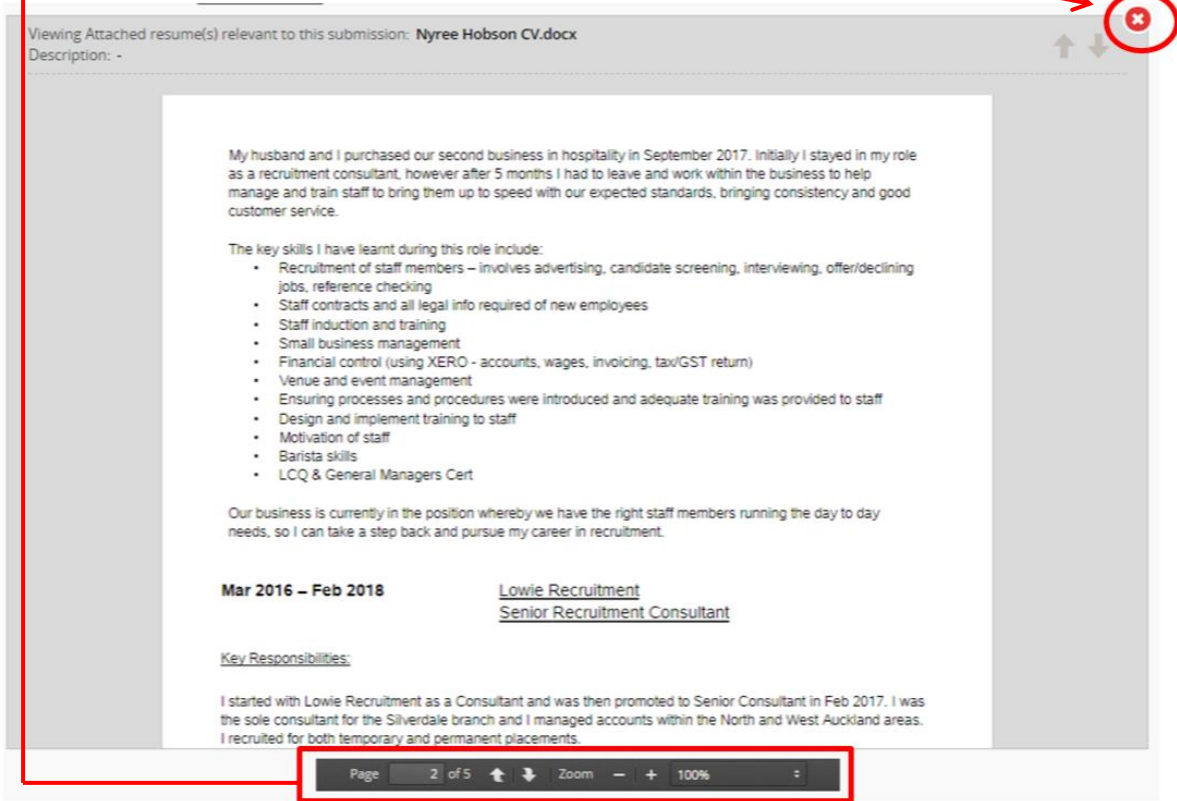 Viewing Attached resume(s) relevant to this submission: Nyree Hobson CV.docx
Description: -
My husband and I purchased our second business in hospitality in September 2017. Initially I stayed in my role
as a recruitment consultant, however after 5 months I had to leave and work within the business to help
manage and train staff to bring them up to speed with our expected standards, bringing consistency and good
customer service.
The key skills I have learnt during this role include:
• Recruitment of staff members – involves advertising, candidate screening, interviewing, offer/declining
jobs, reference checking
• Staff contracts and all legal info required of new employees
• Staff induction and training
• Small business management
• Financial control (using XERO - accounts, wages, invoicing, tax/GST return)
• Venue and event management
• Ensuring processes and procedures were introduced and adequate training was provided to staff
• Design and implement training to staff
• Motivation of staff
• Barista skills
• LCQ & General Managers Cert
Our business is currently in the position whereby we have the right staff members running the day to day
needs, so I can take a step back and pursue my career in recruitment.
Mar 2016 – Feb 2018 Lowie Recruitment
Senior Recruitment Consultant
Key Responsibilities:
I started with Lowie Recruitment as a Consultant and was then promoted to Senior Consultant in Feb 2017. I was
the sole consultant for the Silverdale branch and I managed accounts within the North and West Auckland areas.
I recruited for both temporary and permanent placements.
Page 2 of 5 Zoom − + 100%